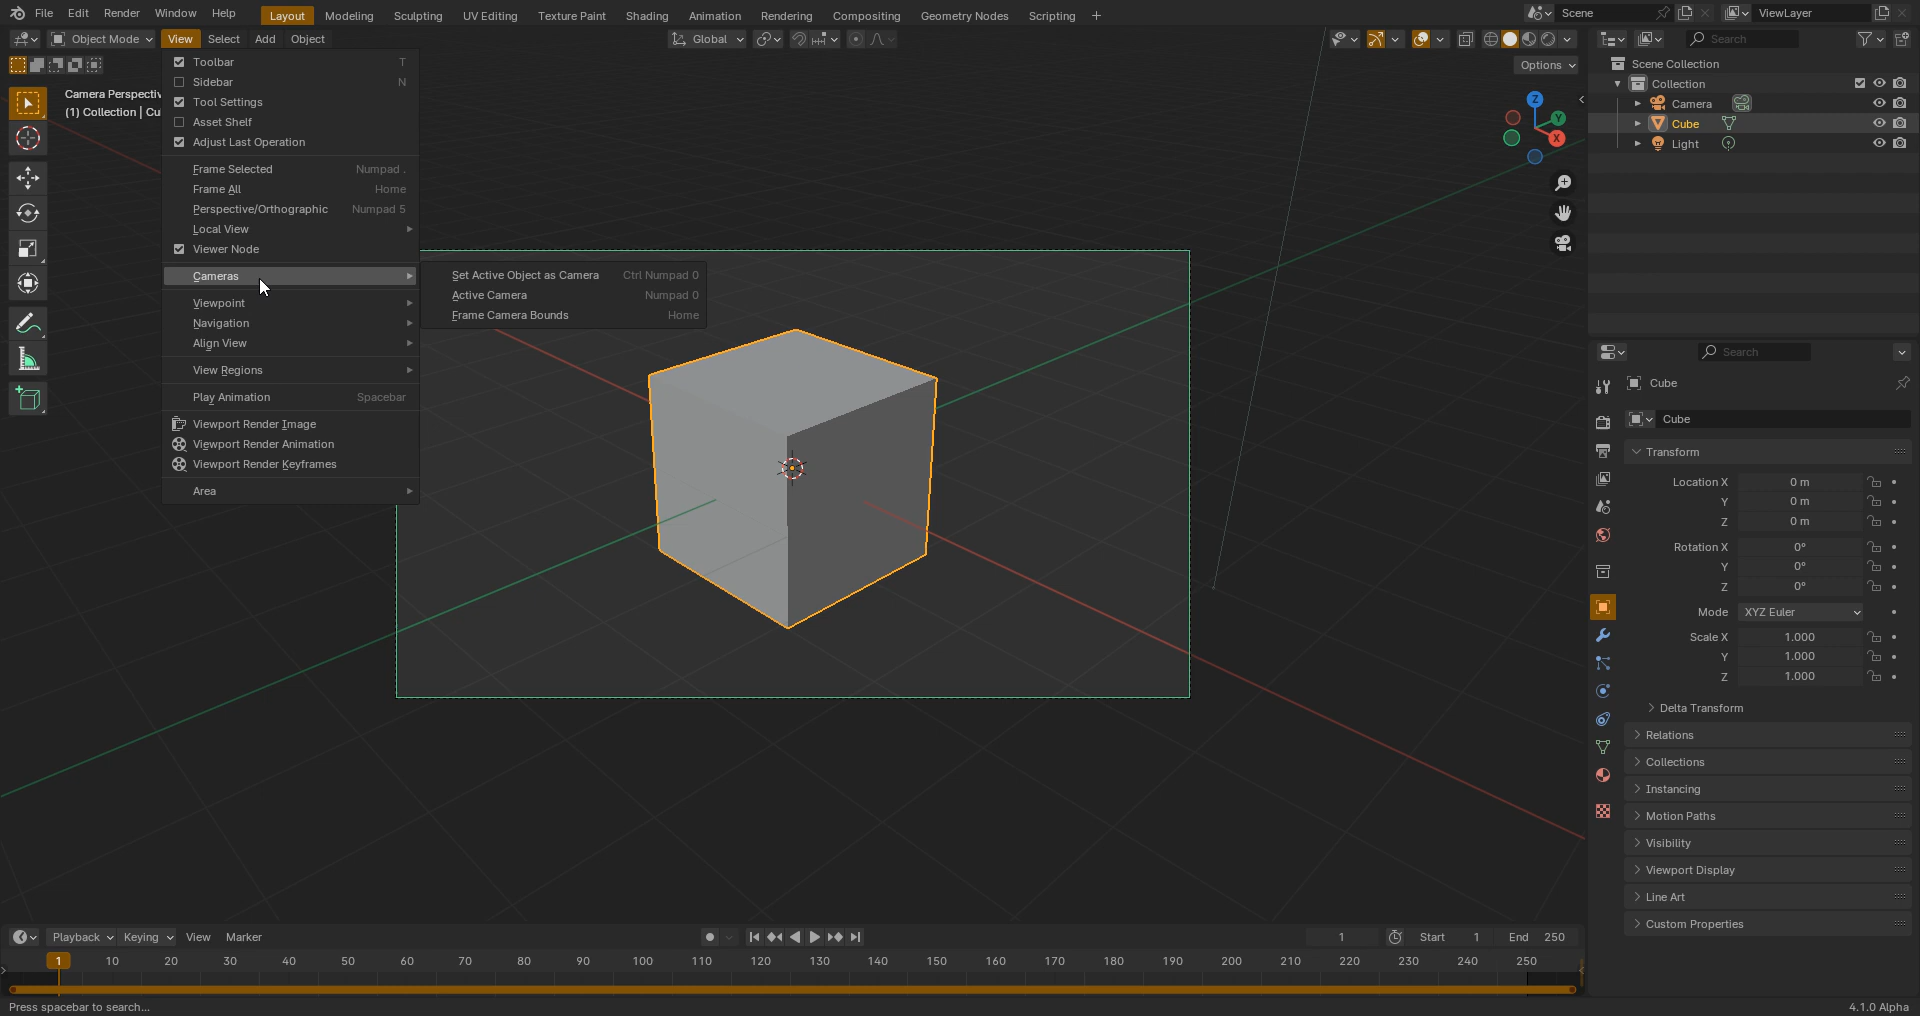 File Edit Render Window Help Layout Modeling Sculpting UV Editing Texture Paint Shading Animation Rendering Compositing Geometry Nodes Scripting + Scene ViewLayer
Object Mode View Select Add Object Global Search
Options
Toolbar T
Sidebar N
Tool Settings
Asset Shelf
Adjust Last Operation
Frame Selected Numpad .
Frame All Home
Perspective/Orthographic Numpad 5
Local View
Viewer Node
Cameras
Viewpoint
Navigation
Align View
View Regions
Play Animation Spacebar
Viewport Render Image
Viewport Render Animation
Viewport Render Keyframes
Area
Set Active Object as Camera Ctrl Numpad 0
Active Camera Numpad 0
Frame Camera Bounds Home
Camera Perspectiv
(1) Collection | Cu
Z
Y
X
Scene Collection
Collection
Camera
Cube
Light
Search
Cube
Cube
Transform
Location X 0 m
Y 0 m
Z 0 m
Rotation X 0°
Y 0°
Z 0°
Mode XYZ Euler
Scale X 1.000
Y 1.000
Z 1.000
Delta Transform
Relations
Collections
Instancing
Motion Paths
Visibility
Viewport Display
Line Art
Custom Properties
Playback Keying View Marker 1 Start 1 End 250
1 10 20 30 40 50 60 70 80 90 100 110 120 130 140 150 160 170 180 190 200 210 220 230 240 250
Press spacebar to search... 4.1.0 Alpha